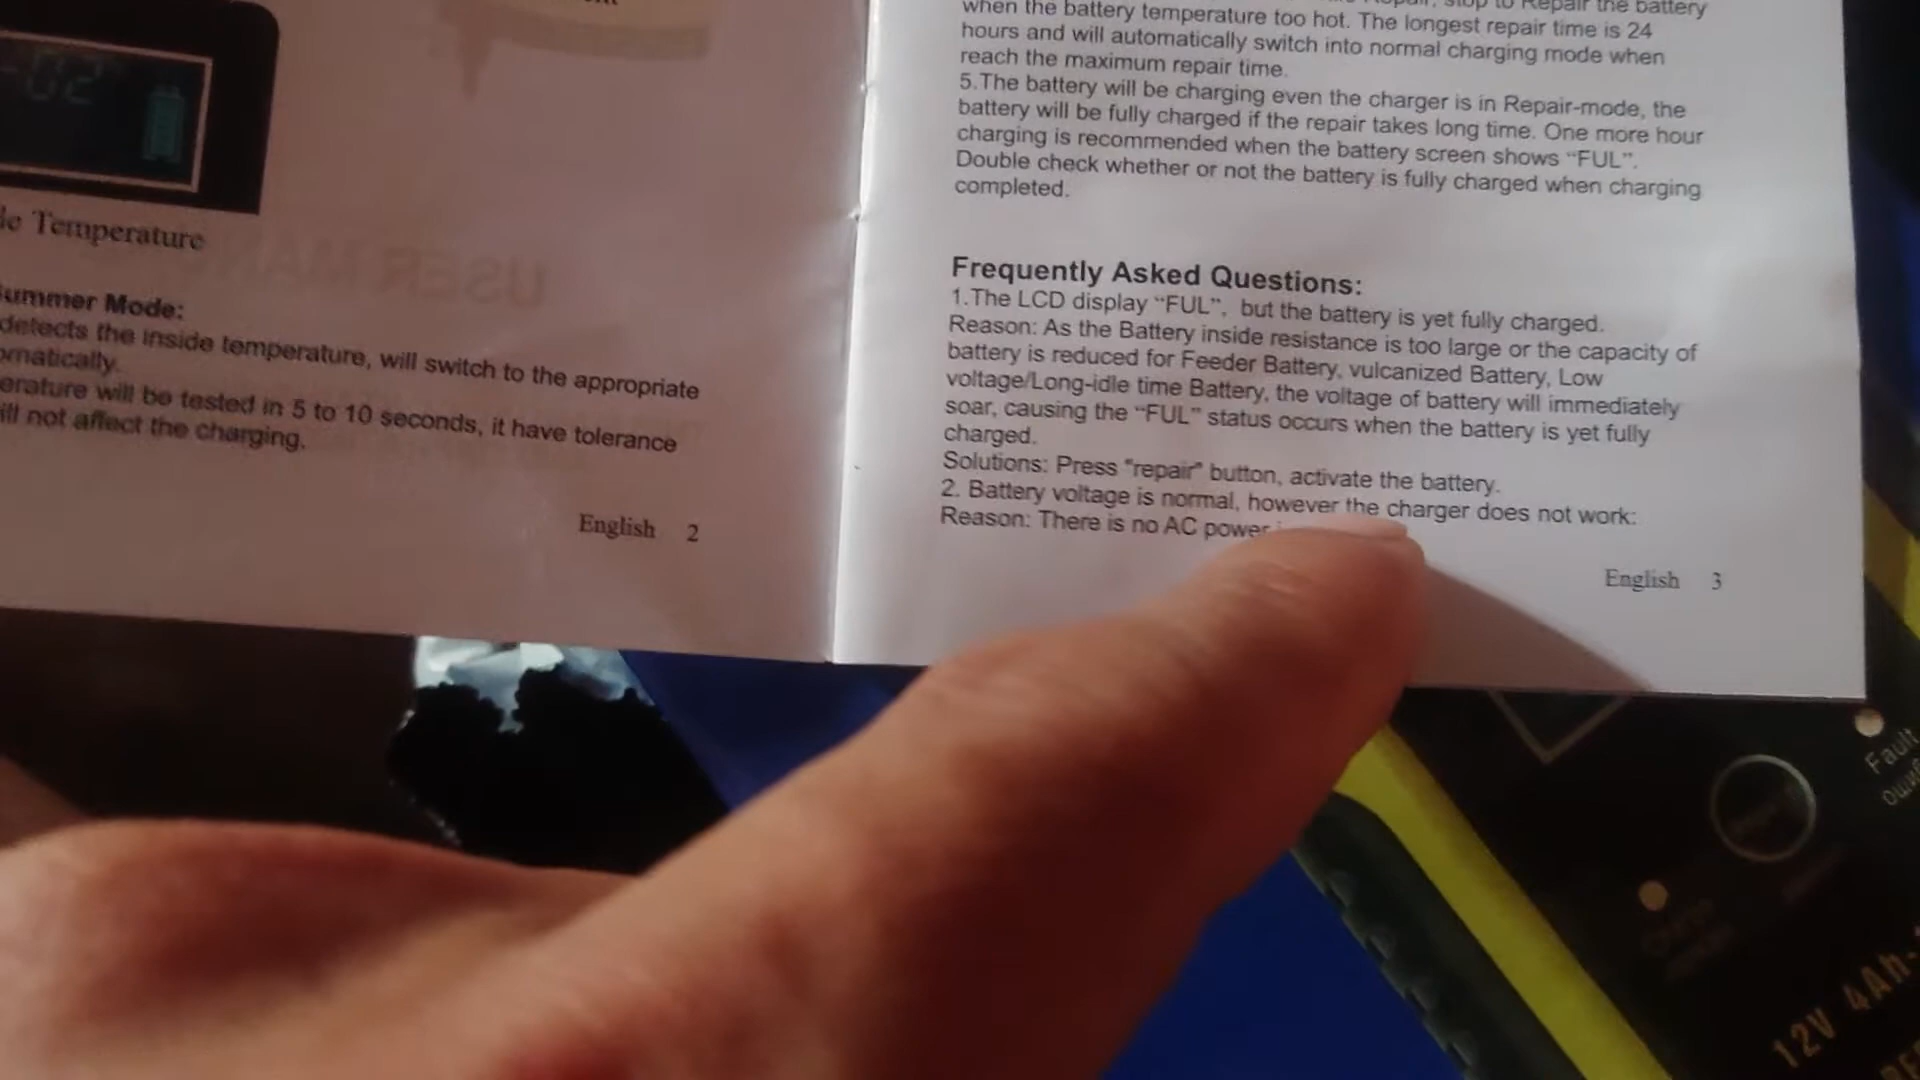 -02
de Temperature
Summer Mode:
detects the inside temperature, will switch to the appropriate
omatically.
erature will be tested in 5 to 10 seconds, it have tolerance
ill not affect the charging.
English 2
Repair, stop to Repair the battery
when the battery temperature too hot. The longest repair time is 24
hours and will automatically switch into normal charging mode when
reach the maximum repair time.
5.The battery will be charging even the charger is in Repair-mode, the
battery will be fully charged if the repair takes long time. One more hour
charging is recommended when the battery screen shows “FUL”.
Double check whether or not the battery is fully charged when charging
completed.
Frequently Asked Questions:
1.The LCD display “FUL”, but the battery is yet fully charged.
Reason: As the Battery inside resistance is too large or the capacity of
battery is reduced for Feeder Battery, vulcanized Battery, Low
voltage/Long-idle time Battery, the voltage of battery will immediately
soar, causing the “FUL” status occurs when the battery is yet fully
charged.
Solutions: Press "repair" button, activate the battery.
2. Battery voltage is normal, however the charger does not work:
Reason: There is no AC power
English 3
Fault
12V 4Ah-